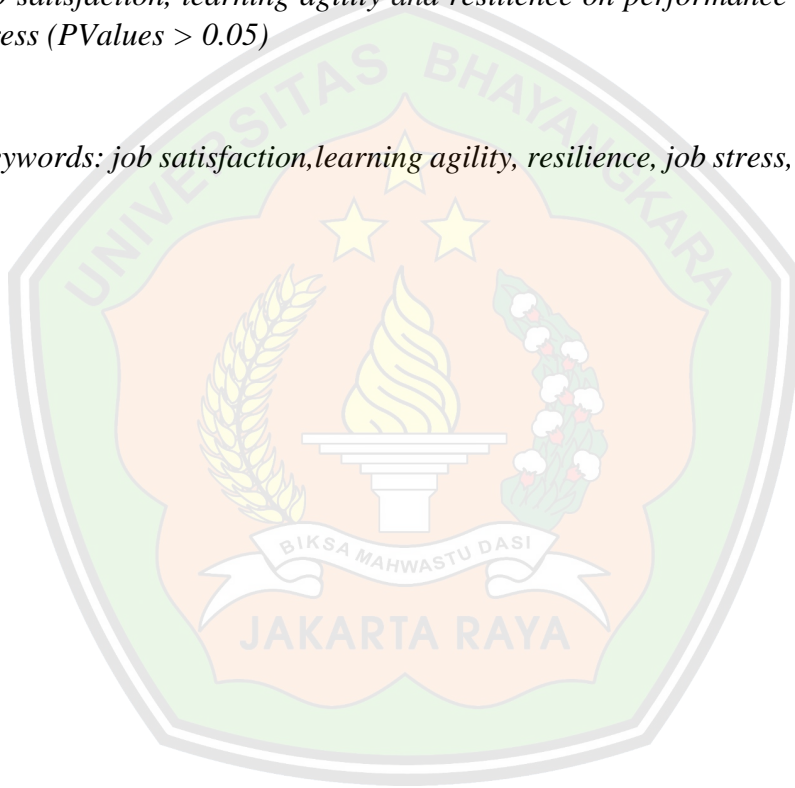 b satisfaction, learning agility and resilience on performance
ress (PValues > 0.05)
ywords: job satisfaction,learning agility, resilience, job stress,
UNIVERSITAS BHAYANGKARA
BIKSA MAHWASTU DASI
JAKARTA RAYA